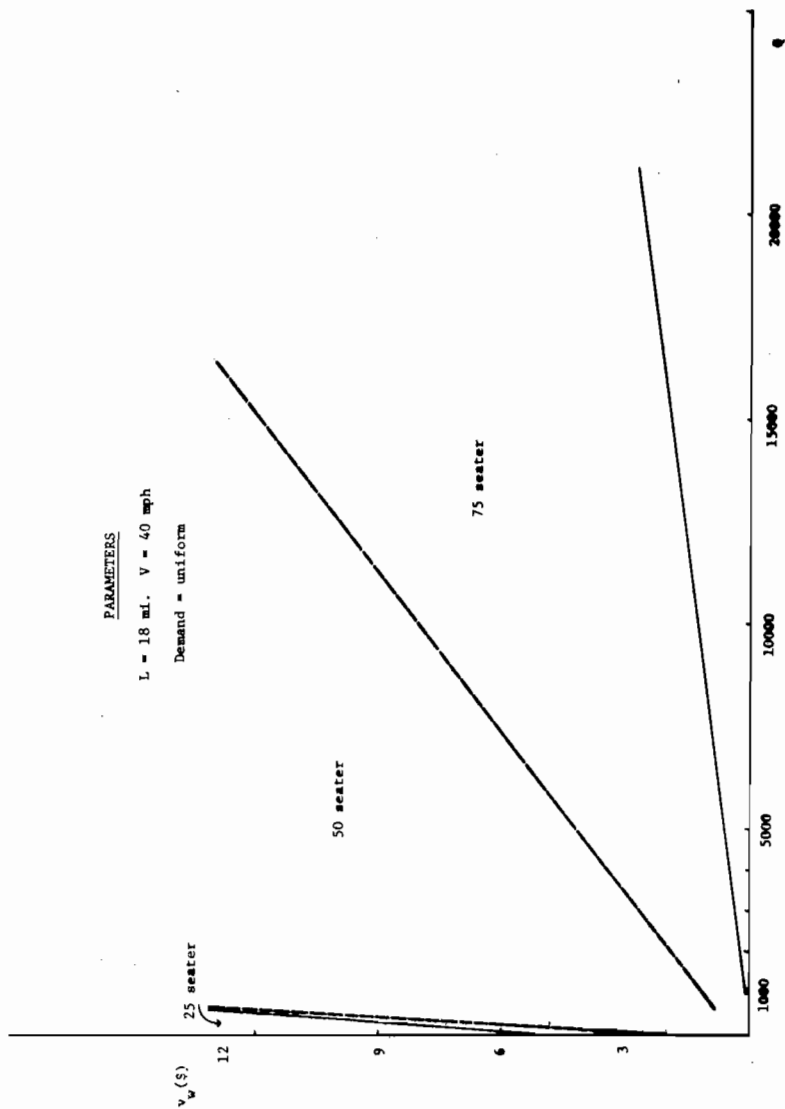 PARAMETERS
L = 18 mi. V = 40 mph
Demand = uniform
v_w($)
12
9
6
3
25 seater
50 seater
75 seater
1000
5000
10000
15000
20000
Q